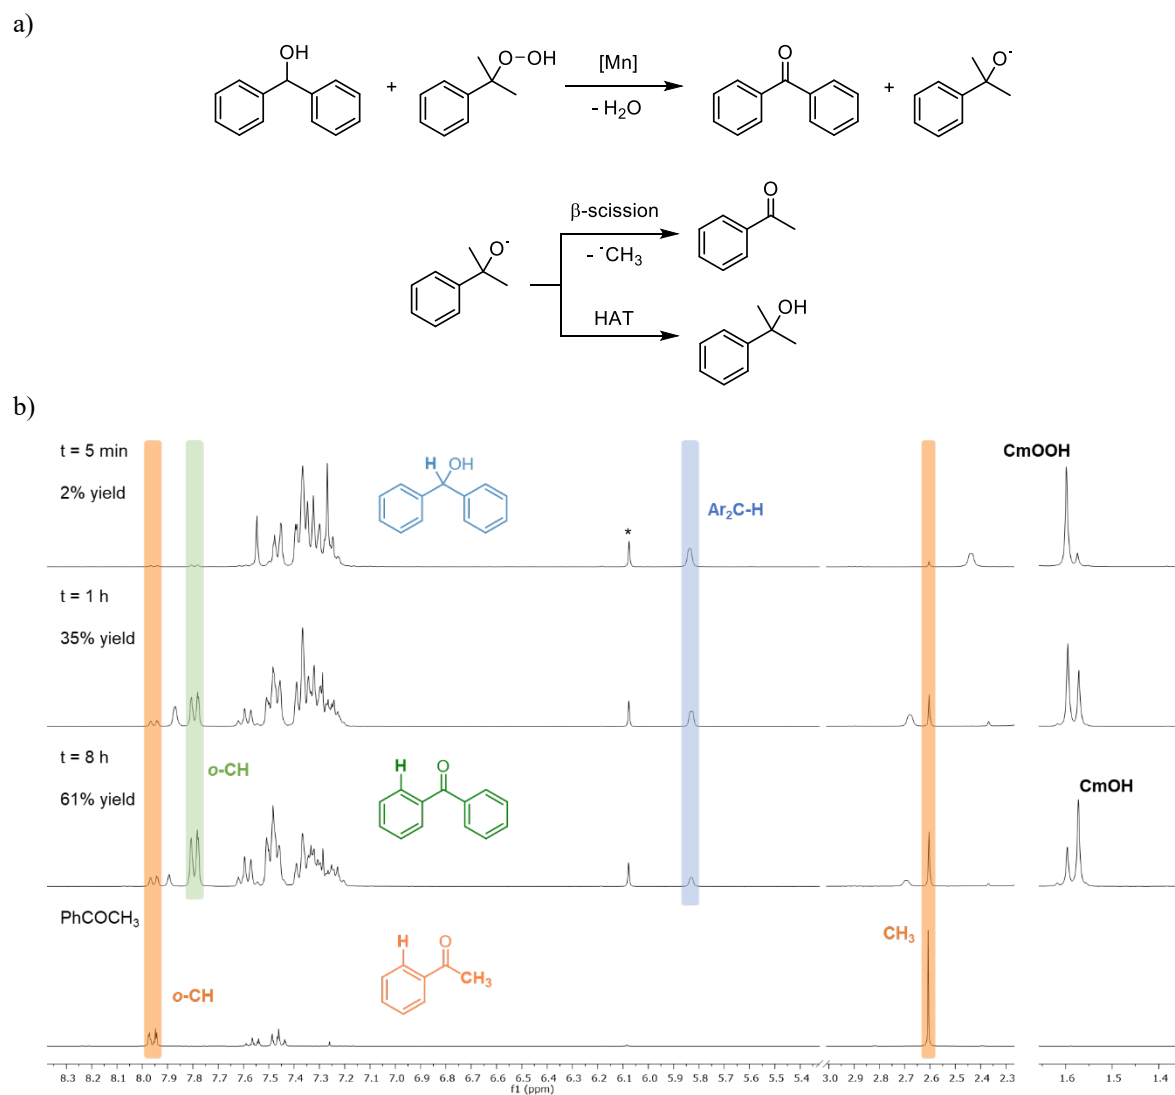 a)
OH
+
O-OH
[Mn]
- H2O
O
+
O·
O·
β-scission
- ·CH3
HAT
O
OH
b)
t = 5 min
2% yield
H OH
Ar2C-H
*
CmOOH
t = 1 h
35% yield
t = 8 h
61% yield
o-CH
H O
CmOH
PhCOCH3
o-CH
H O
CH3
CH3
8.3 8.2 8.1 8.0 7.9 7.8 7.7 7.6 7.5 7.4 7.3 7.2 7.1 7.0 6.9 6.8 6.7 6.6 6.5 6.4 6.3 6.2 6.1 6.0 5.9 5.8 5.7 5.6 5.5 5.4 3.0 2.9 2.8 2.7 2.6 2.5 2.4 2.3 1.6 1.5 1.4
f1 (ppm)